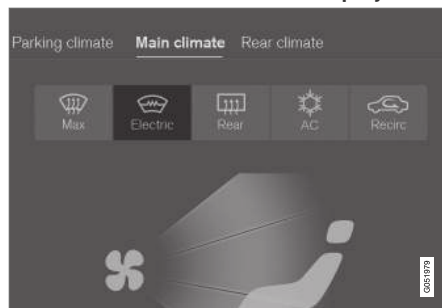 Parking climate Main climate Rear climate
Max Electric Rear AC Recirc
G051979